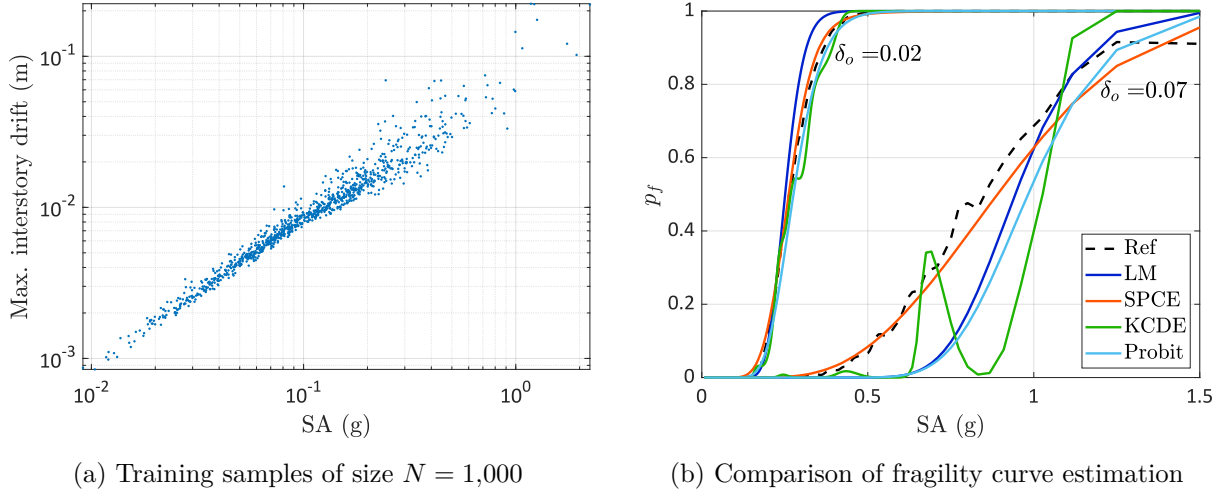 Max. interstory drift (m)
10⁻¹
10⁻²
10⁻³
10⁻²
10⁻¹
10⁰
SA (g)
(a) Training samples of size N = 1,000
p_f
1
0.8
0.6
0.4
0.2
0
δ_o =0.02
δ_o =0.07
Ref
LM
SPCE
KCDE
Probit
0
0.5
1
1.5
SA (g)
(b) Comparison of fragility curve estimation